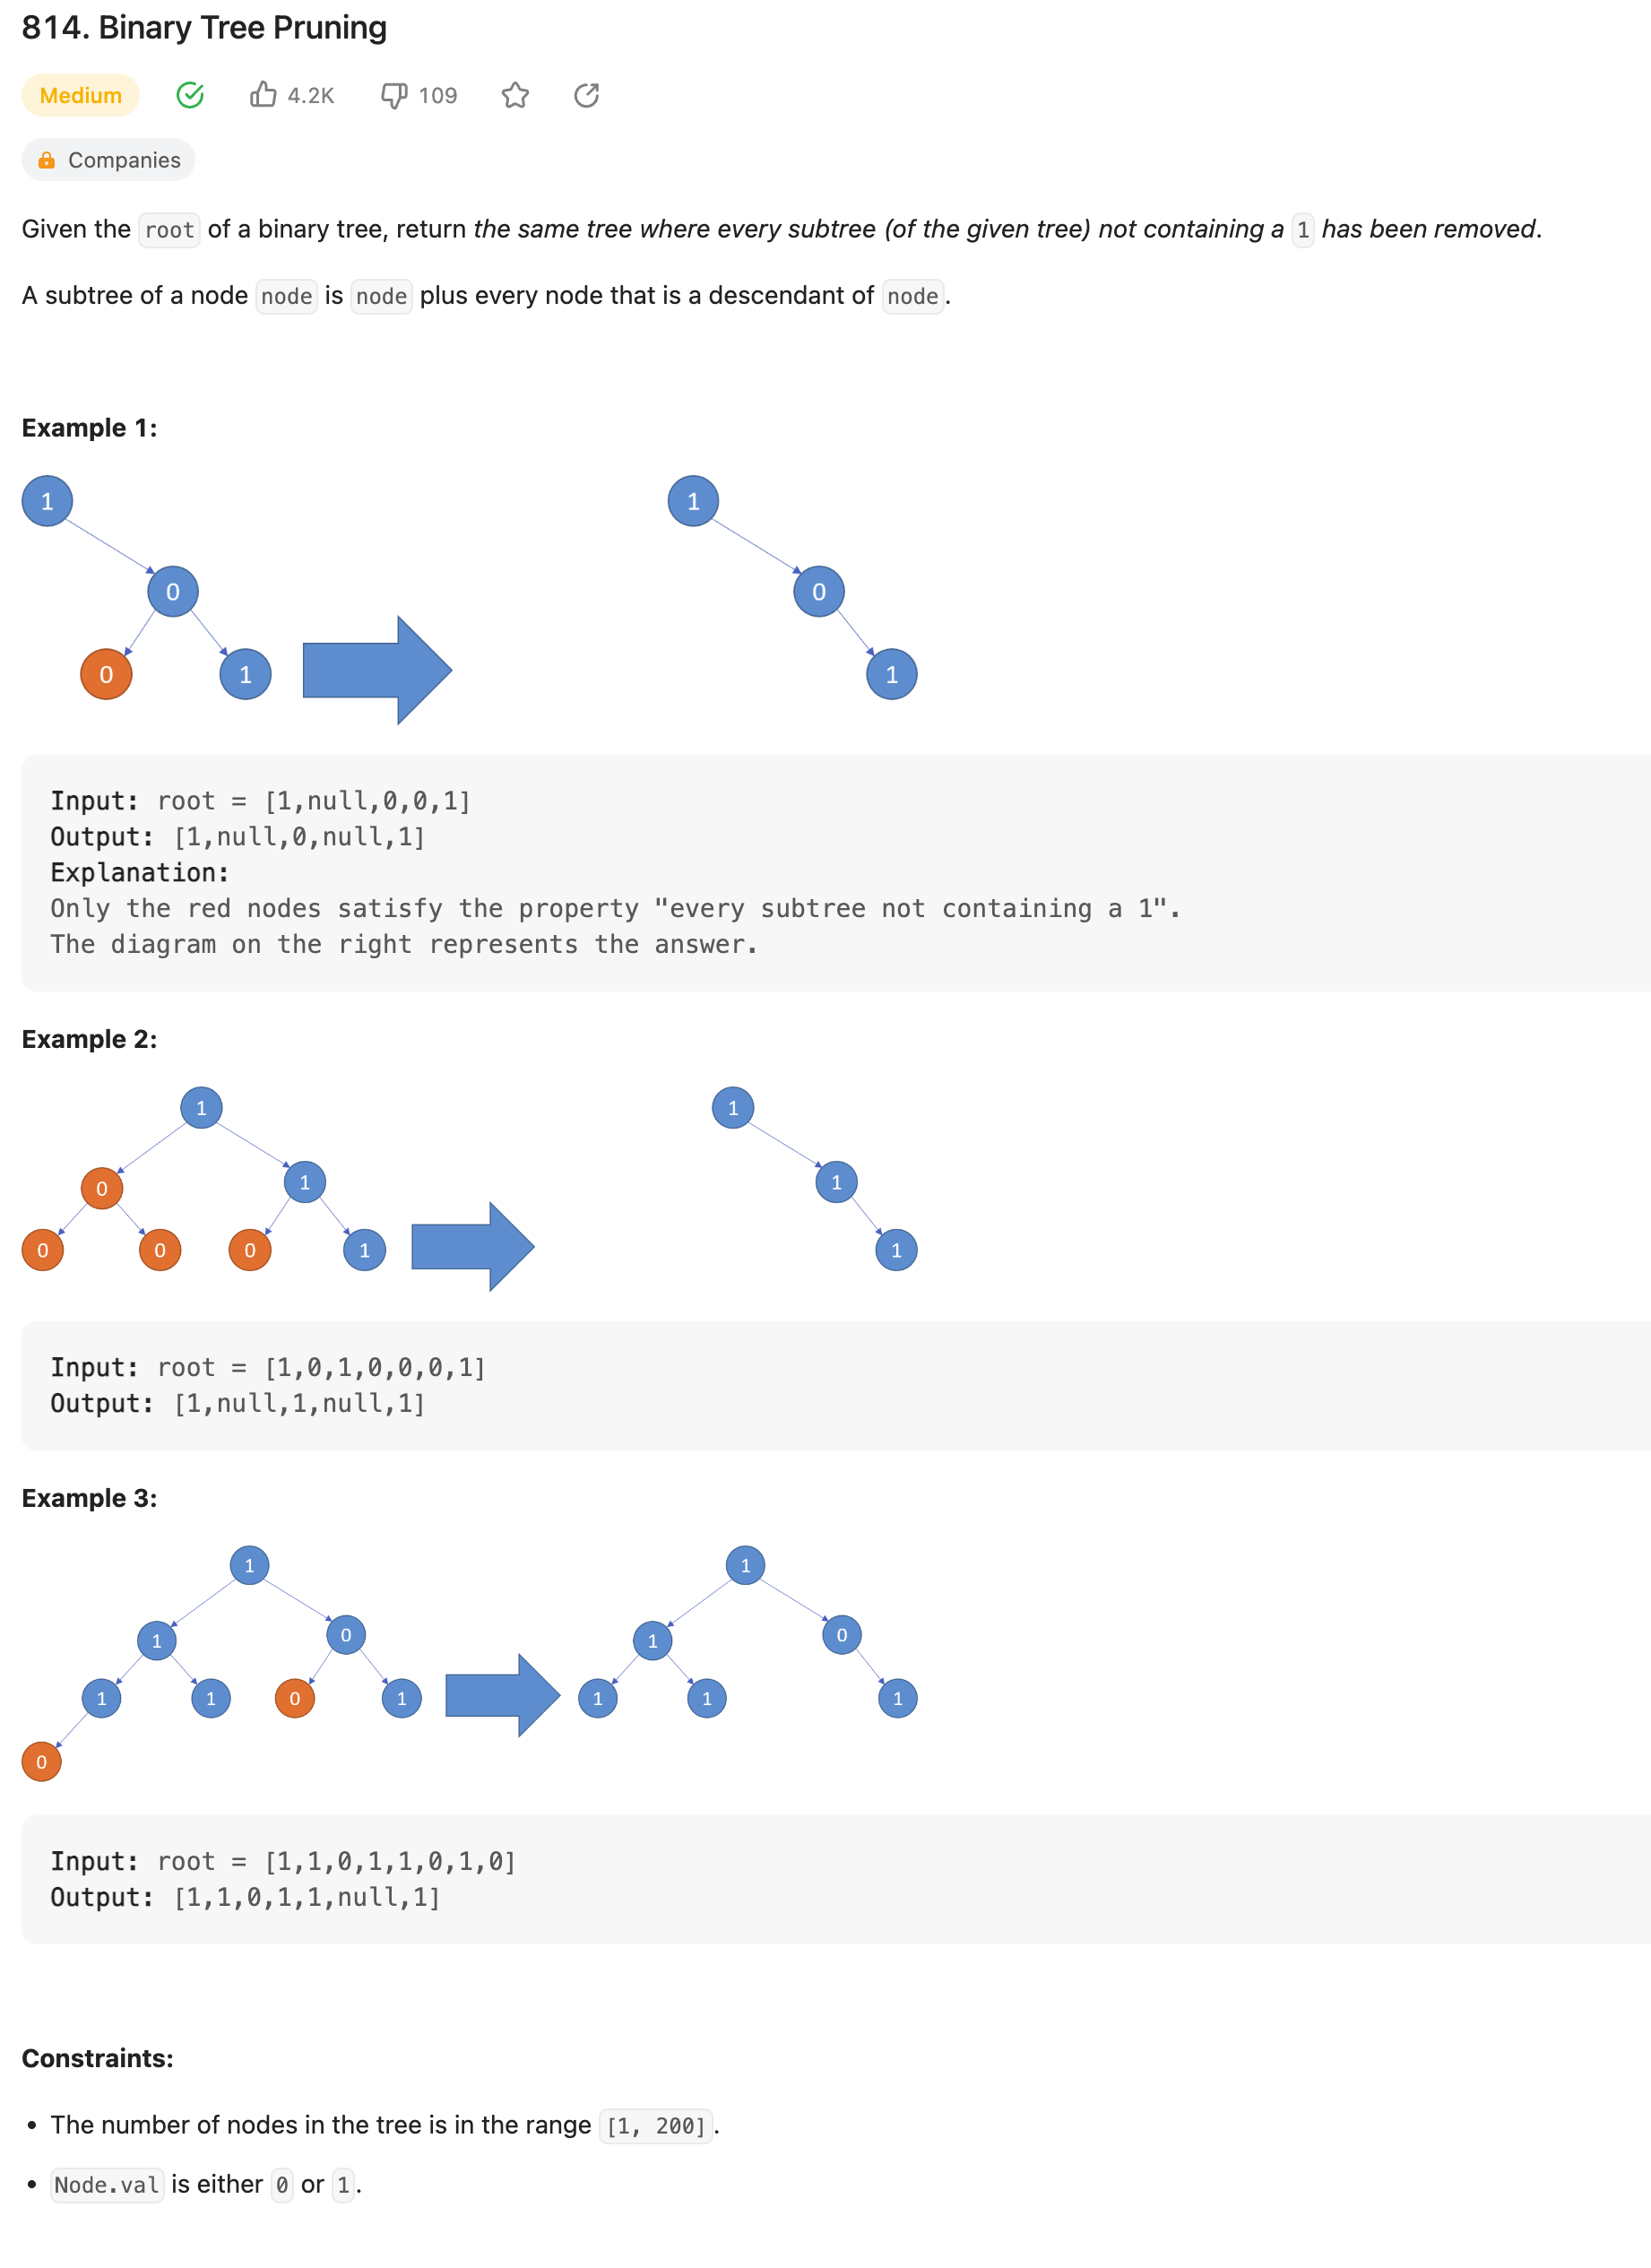 814. Binary Tree Pruning
Medium 4.2K 109
Companies
Given the root of a binary tree, return the same tree where every subtree (of the given tree) not containing a 1 has been removed.
A subtree of a node node is node plus every node that is a descendant of node.
Example 1:
1 1
0 0
0 1 1
Input: root = [1,null,0,0,1]
Output: [1,null,0,null,1]
Explanation:
Only the red nodes satisfy the property "every subtree not containing a 1".
The diagram on the right represents the answer.
Example 2:
1 1
0 1 1
0 0 0 1 1
Input: root = [1,0,1,0,0,0,1]
Output: [1,null,1,null,1]
Example 3:
1 1
1 0 1 0
1 1 0 1 1 1 1
0
Input: root = [1,1,0,1,1,0,1,0]
Output: [1,1,0,1,1,null,1]
Constraints:
• The number of nodes in the tree is in the range [1, 200].
• Node.val is either 0 or 1.